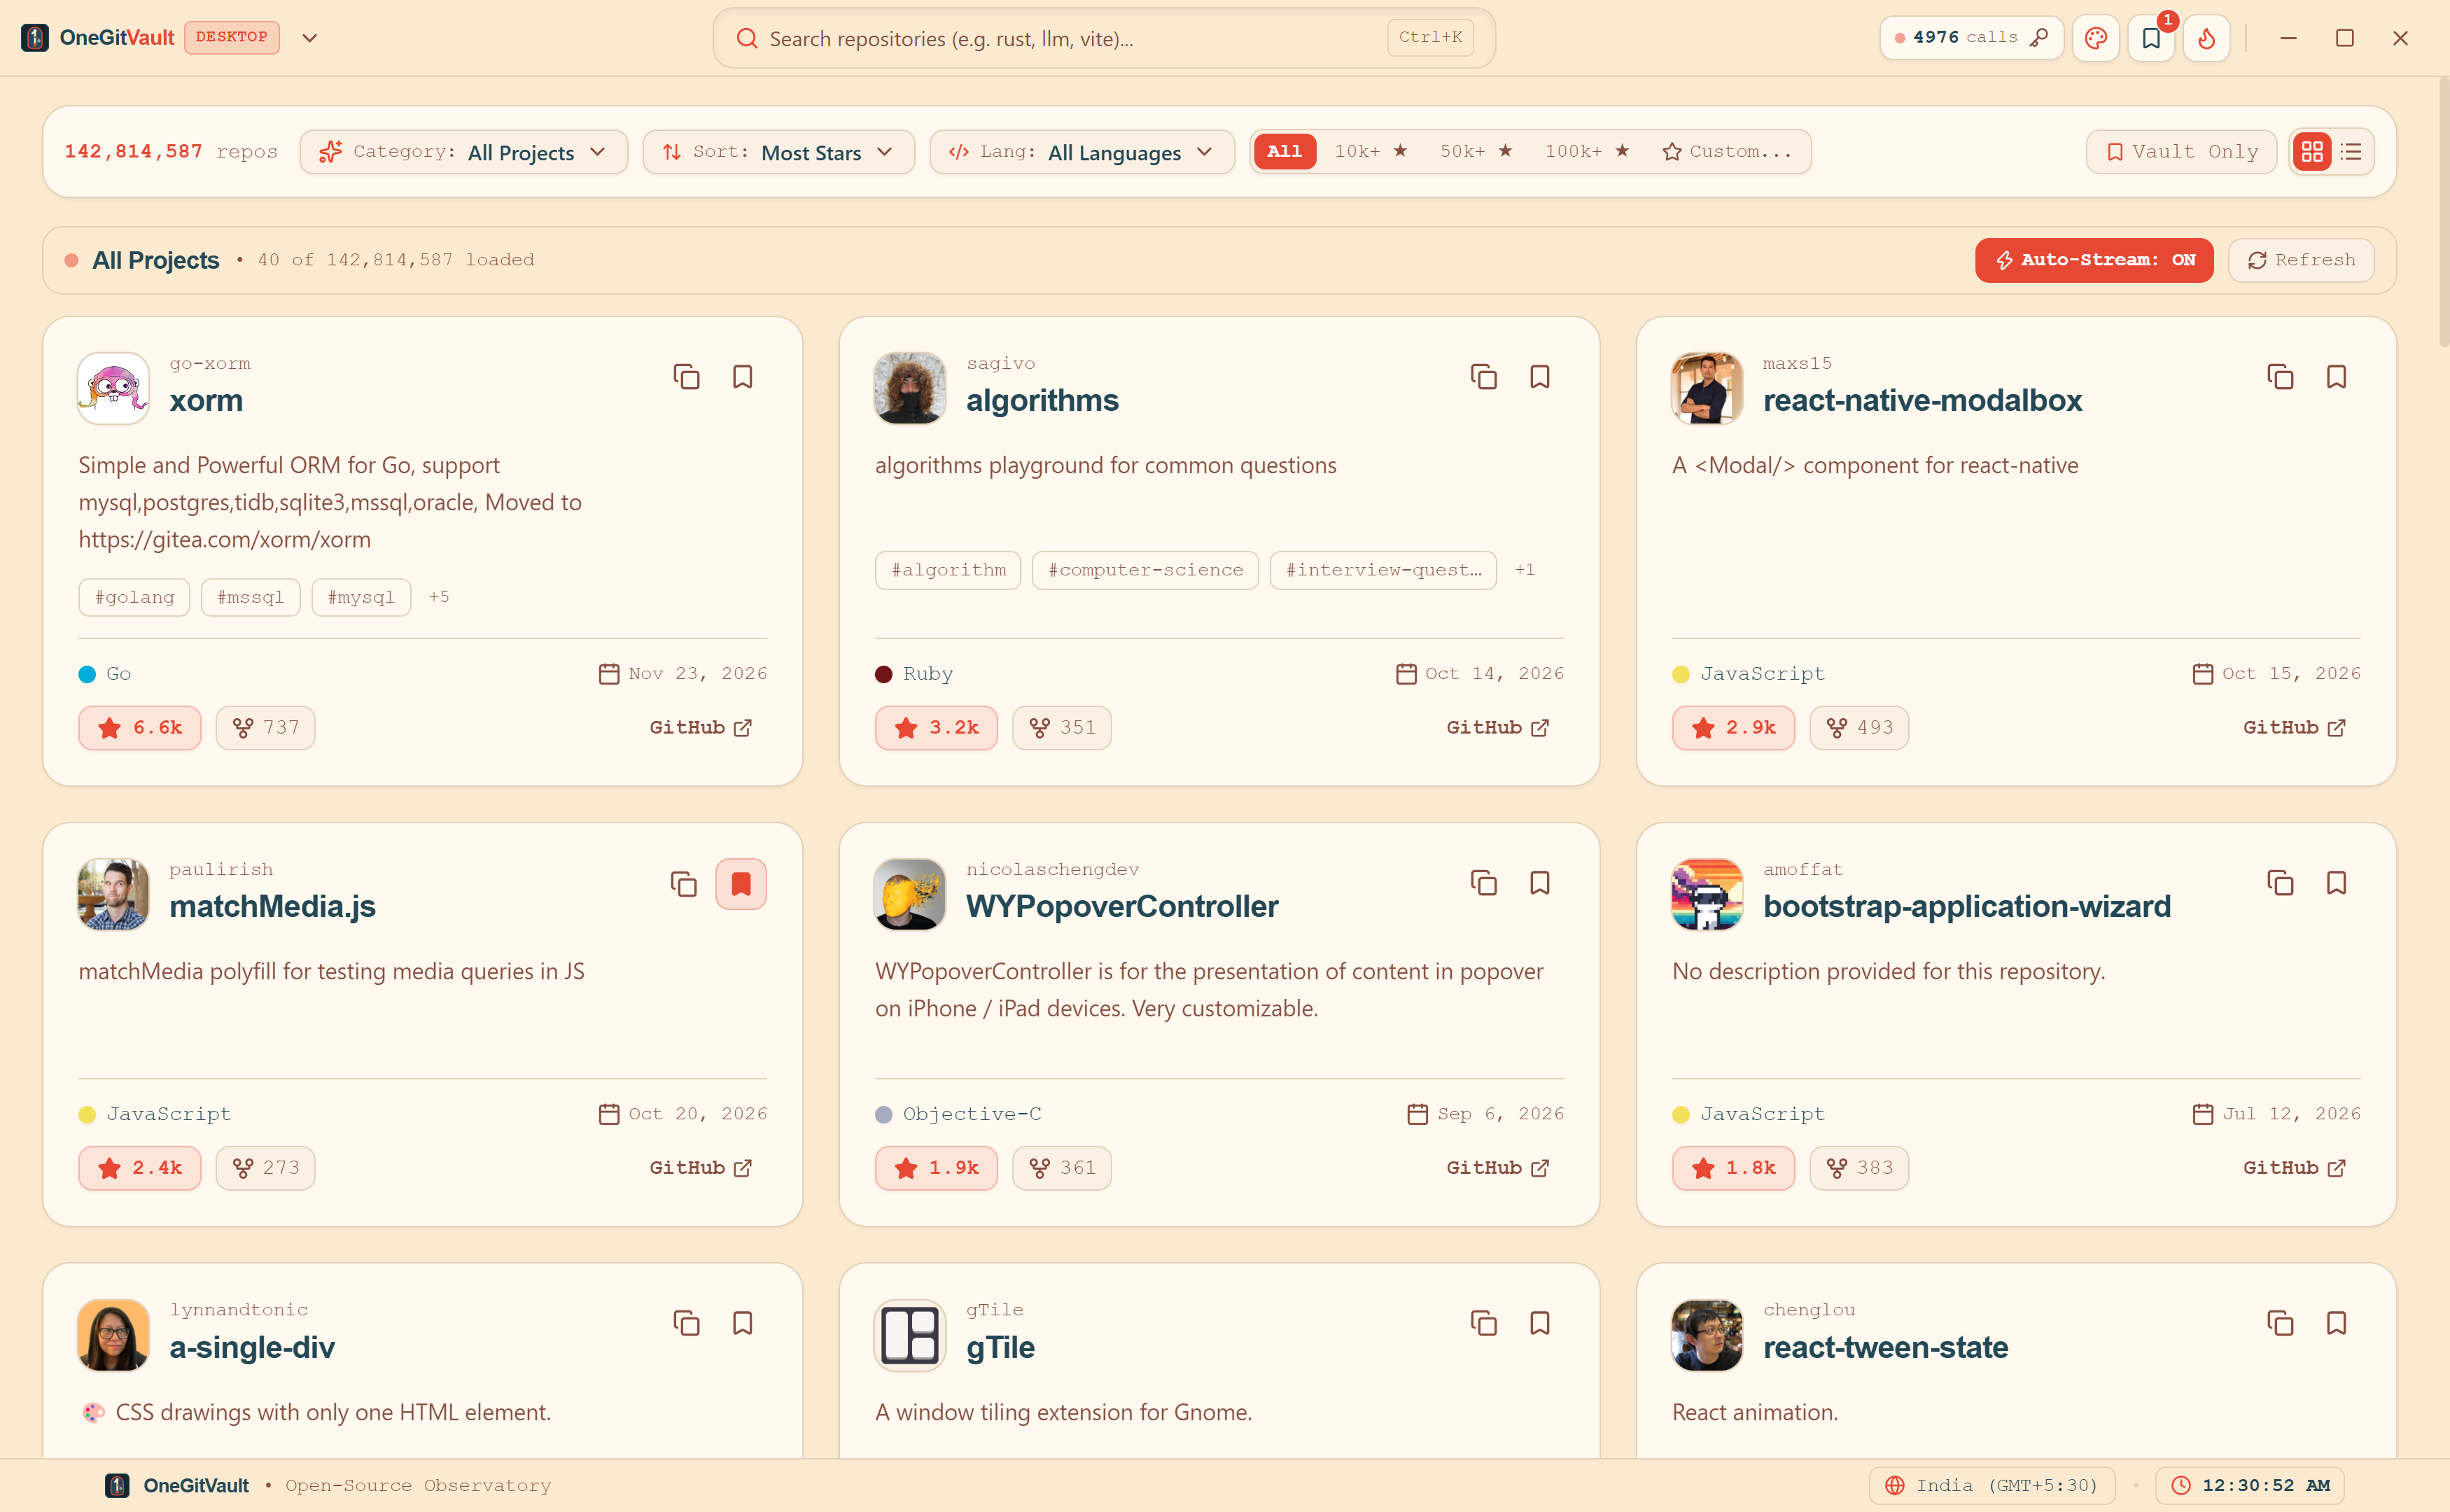 OneGitVault DESKTOP
Search repositories (e.g. rust, llm, vite)... Ctrl+K
4976 calls
1
142,814,587 repos
Category: All Projects
Sort: Most Stars
Lang: All Languages
All 10k+ ★ 50k+ ★ 100k+ ★ Custom...
Vault Only
All Projects • 40 of 142,814,587 loaded
Auto-Stream: ON
Refresh
go-xorm
xorm
Simple and Powerful ORM for Go, support
mysql,postgres,tidb,sqlite3,mssql,oracle, Moved to
https://gitea.com/xorm/xorm
#golang #mssql #mysql +5
Go Nov 23, 2026
6.6k 737 GitHub
sagivo
algorithms
algorithms playground for common questions
#algorithm #computer-science #interview-quest… +1
Ruby Oct 14, 2026
3.2k 351 GitHub
maxs15
react-native-modalbox
A <Modal/> component for react-native
JavaScript Oct 15, 2026
2.9k 493 GitHub
paulirish
matchMedia.js
matchMedia polyfill for testing media queries in JS
JavaScript Oct 20, 2026
2.4k 273 GitHub
nicolaschengdev
WYPopoverController
WYPopoverController is for the presentation of content in popover
on iPhone / iPad devices. Very customizable.
Objective-C Sep 6, 2026
1.9k 361 GitHub
amoffat
bootstrap-application-wizard
No description provided for this repository.
JavaScript Jul 12, 2026
1.8k 383 GitHub
lynnandtonic
a-single-div
🎨 CSS drawings with only one HTML element.
gTile
gTile
A window tiling extension for Gnome.
chenglou
react-tween-state
React animation.
OneGitVault • Open-Source Observatory
India (GMT+5:30) • 12:30:52 AM